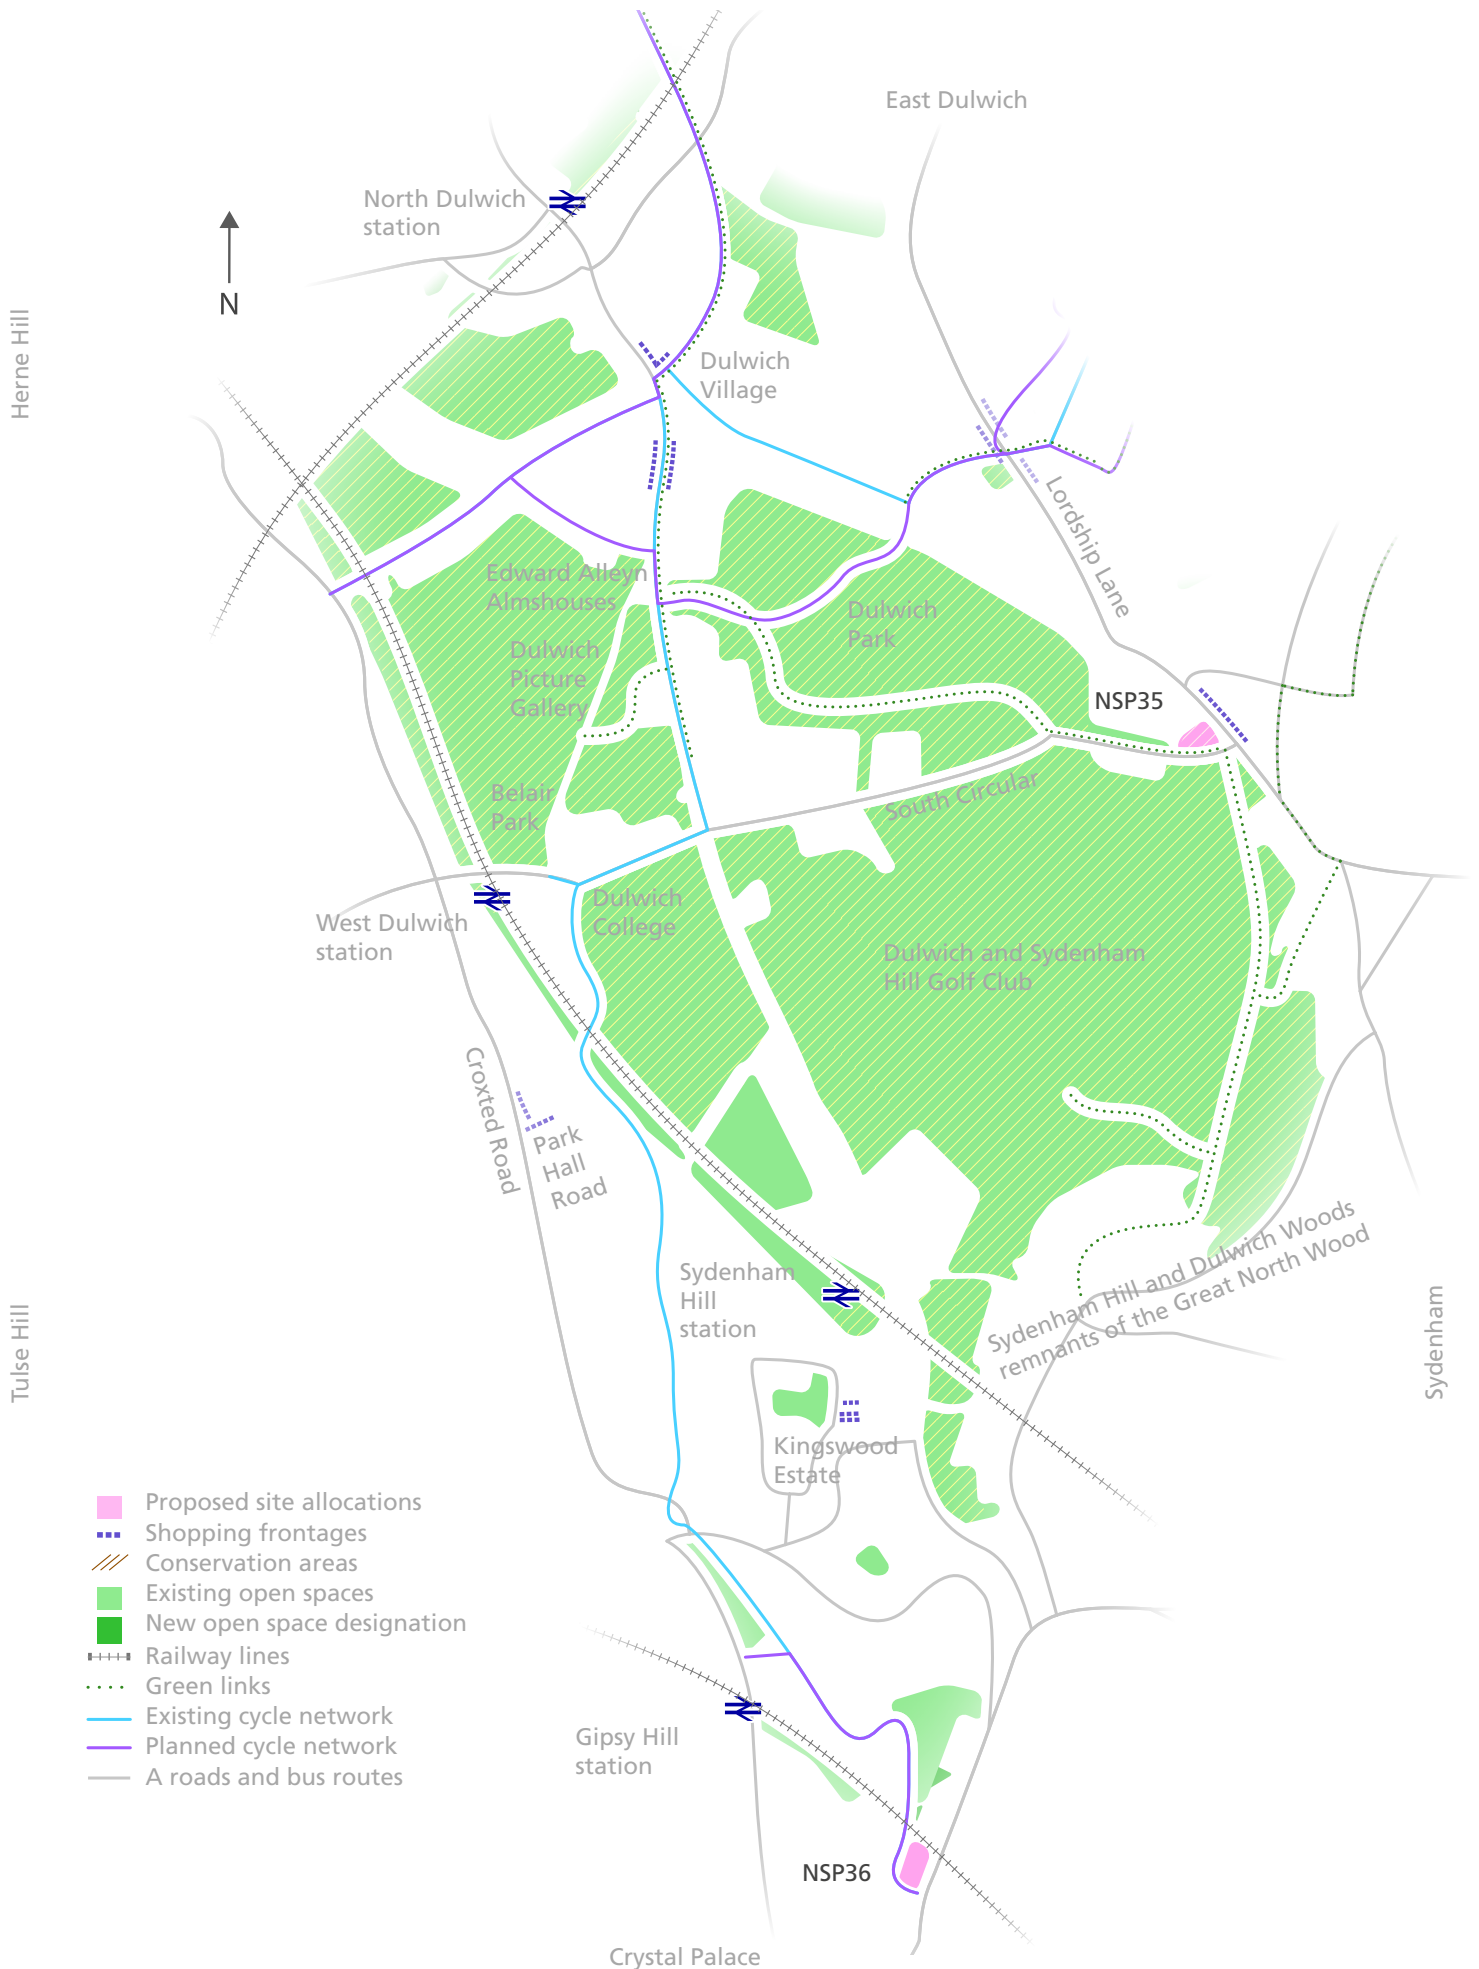 East Dulwich
North Dulwich
station
N
Herne Hill
Dulwich
Village
Lordship Lane
Edward Alleyn
Almshouses
Dulwich
Park
Dulwich
Picture
Gallery
NSP35
Belair
Park
South Circular
Dulwich
College
West Dulwich
station
Dulwich and Sydenham
Hill Golf Club
Croxted Road
Park
Hall
Road
Sydenham Hill and Dulwich Woods
remnants of the Great North Wood
Sydenham
Hill
station
Tulse Hill
Sydenham
Kingswood
Estate
Proposed site allocations
Shopping frontages
Conservation areas
Existing open spaces
New open space designation
Railway lines
Green links
Existing cycle network
Planned cycle network
A roads and bus routes
Gipsy Hill
station
NSP36
Crystal Palace